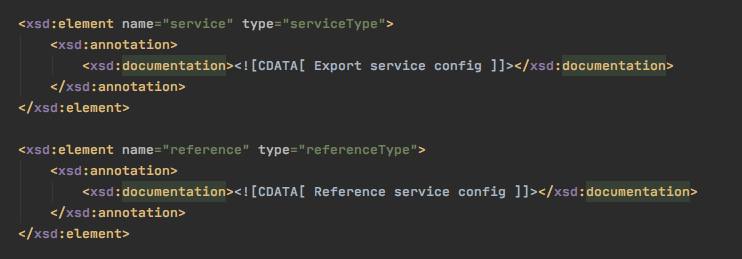 <xsd:element name="service" type="serviceType">
    <xsd:annotation>
        <xsd:documentation><![CDATA[ Export service config ]]></xsd:documentation>
    </xsd:annotation>
</xsd:element>

<xsd:element name="reference" type="referenceType">
    <xsd:annotation>
        <xsd:documentation><![CDATA[ Reference service config ]]></xsd:documentation>
    </xsd:annotation>
</xsd:element>